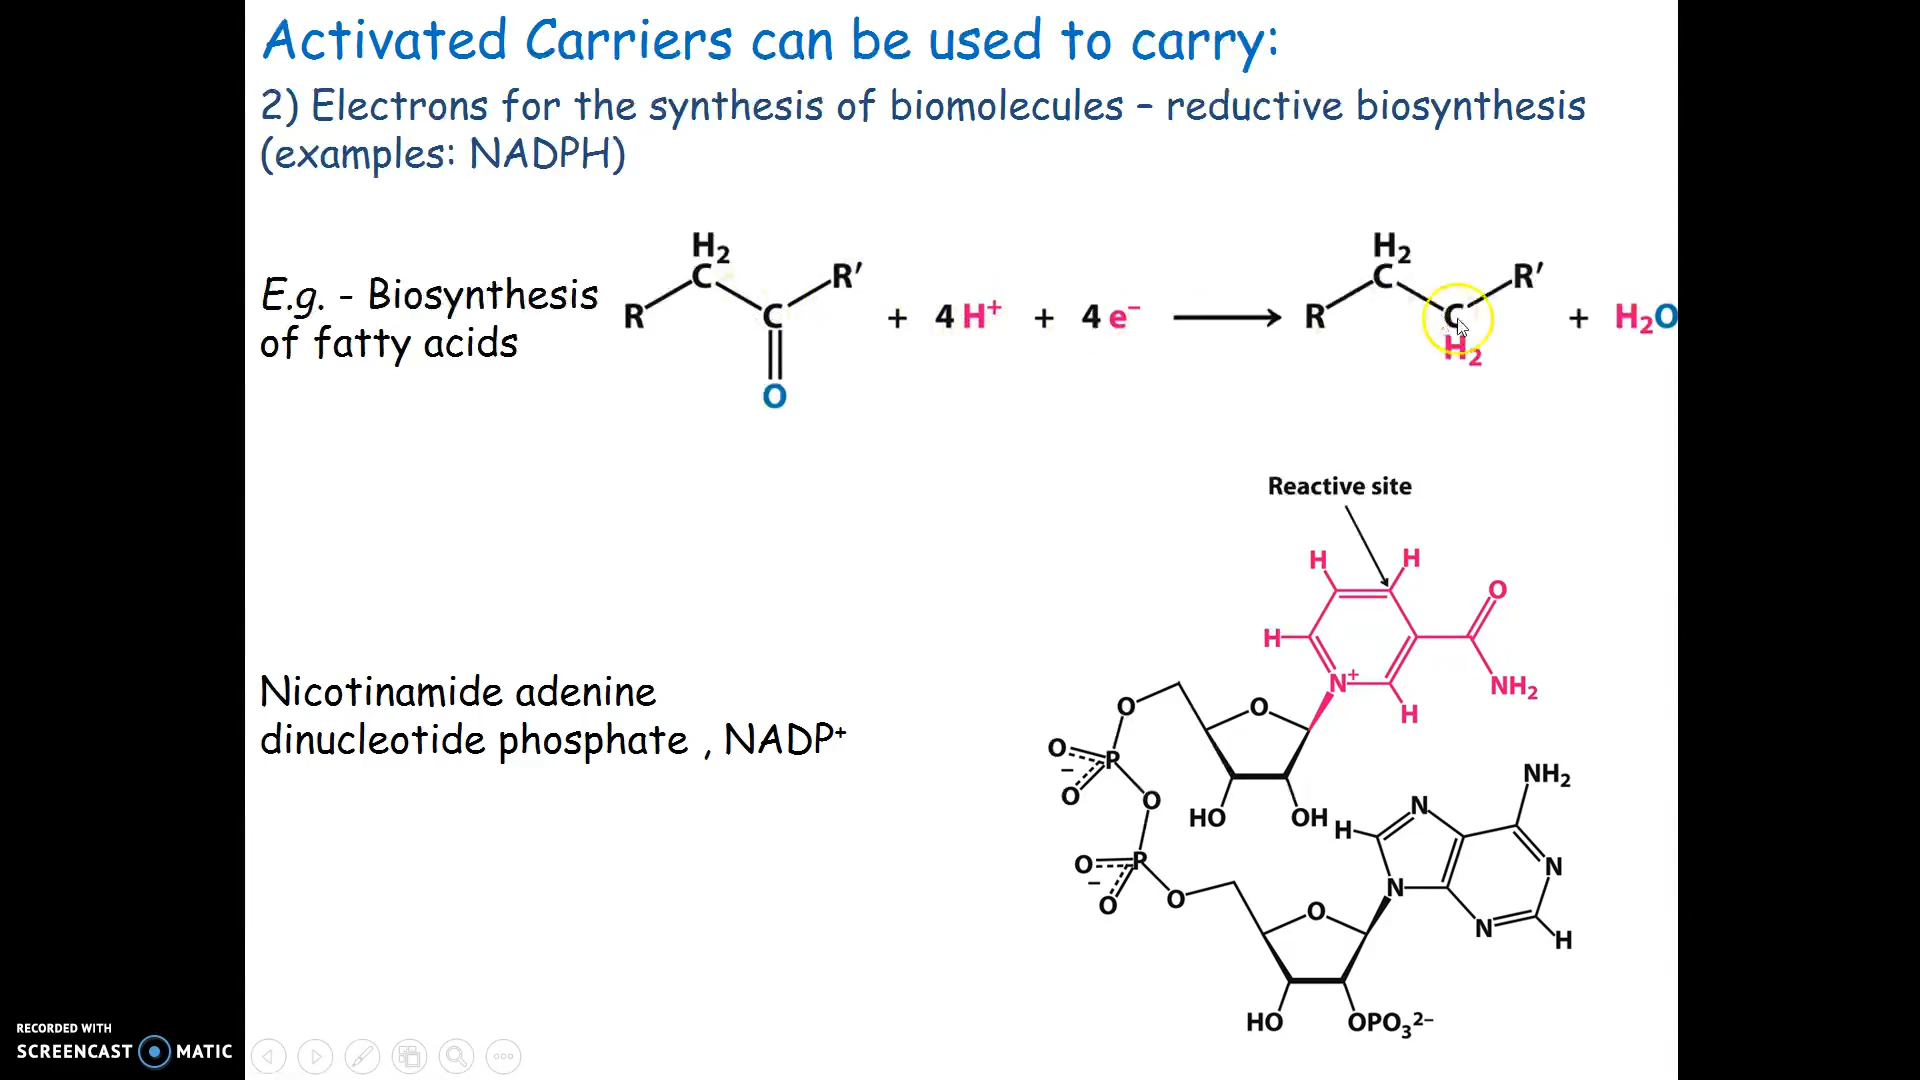 Activated Carriers can be used to carry:
2) Electrons for the synthesis of biomolecules – reductive biosynthesis
(examples: NADPH)
E.g. - Biosynthesis
of fatty acids
H₂
C
R
C
R′
O
+ 4 H⁺ + 4 e⁻
H₂
C
R
C
R′
H₂
+ H₂O
Reactive site
H
H
O
H
N⁺
NH₂
H
Nicotinamide adenine
dinucleotide phosphate , NADP⁺
O
O
O
P
–
O
O
HO
OH
H
N
NH₂
N
O
P
–
O
O
N
N
H
O
HO
OPO₃²⁻
RECORDED WITH
SCREENCAST MATIC